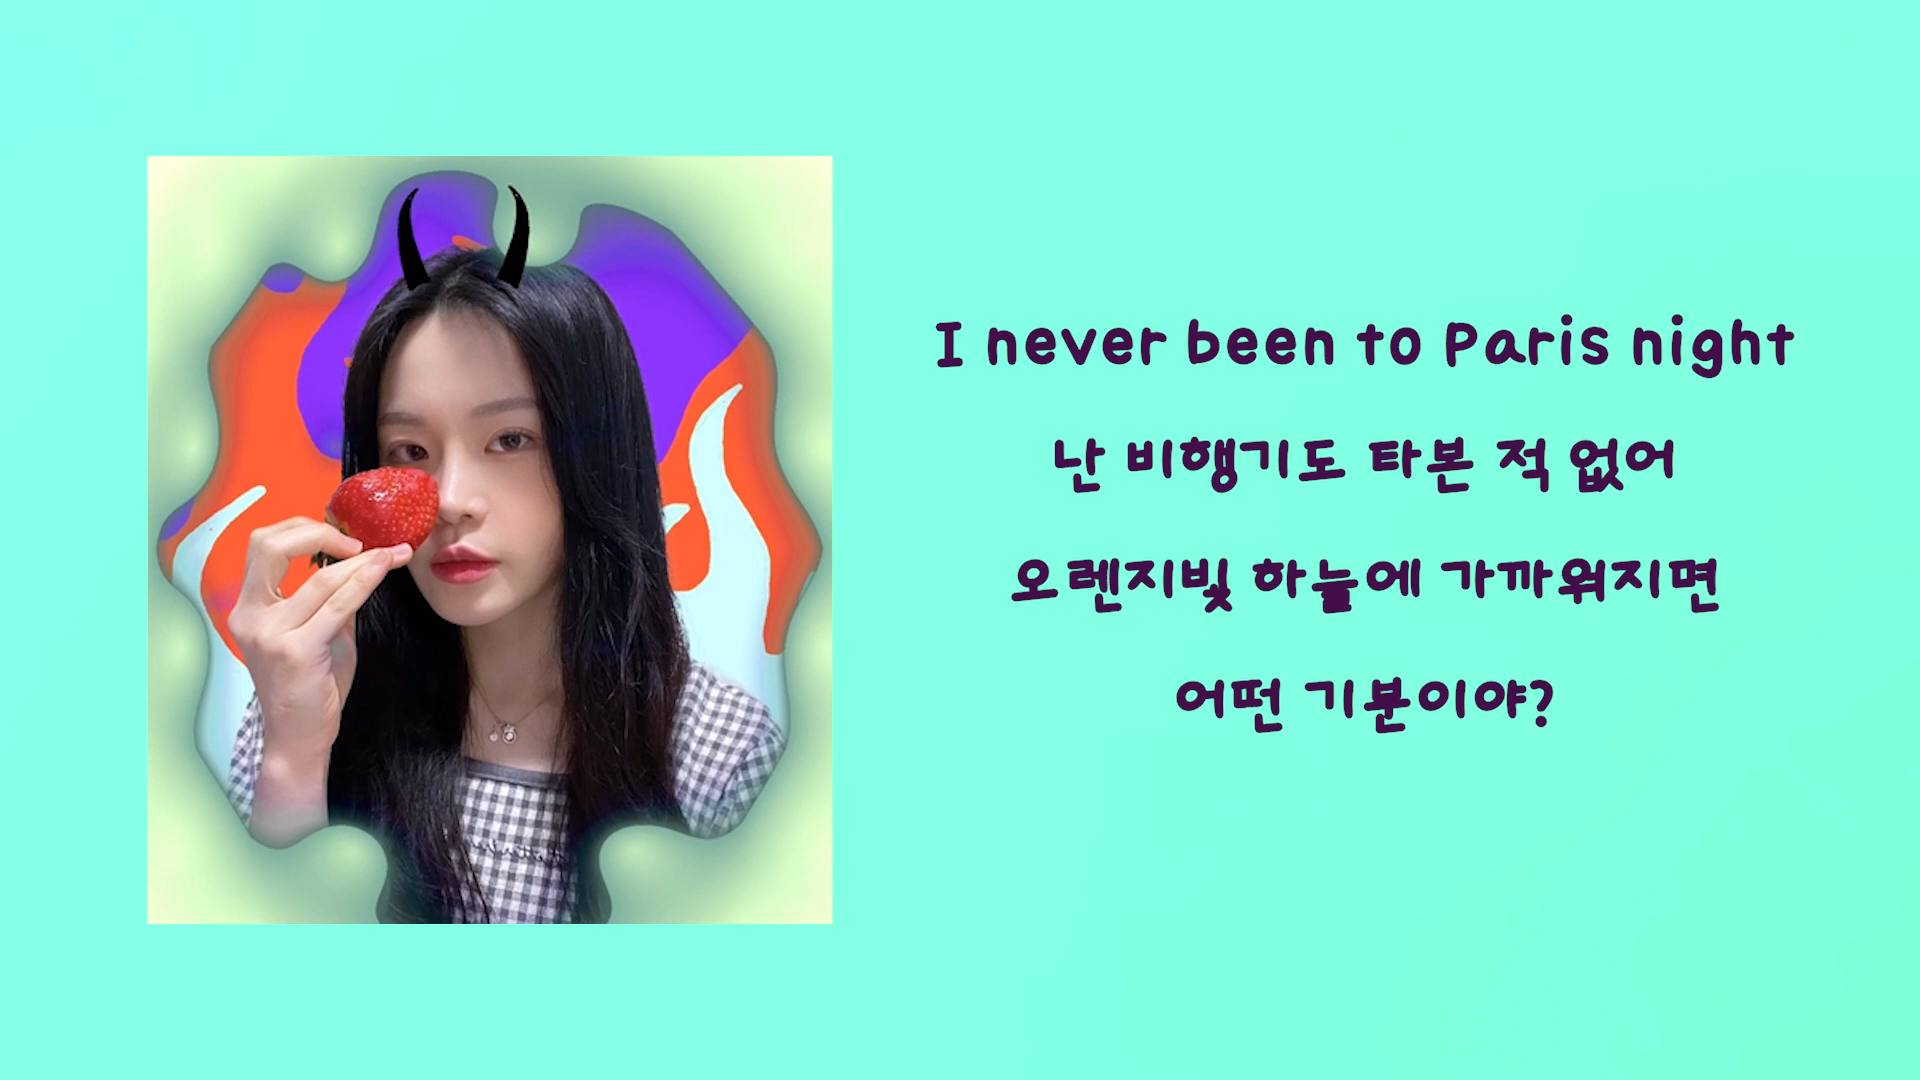 I never been to Paris night
난 비행기도 타본 적 없어
오렌지빛 하늘에 가까워지면
어떤 기분이야?